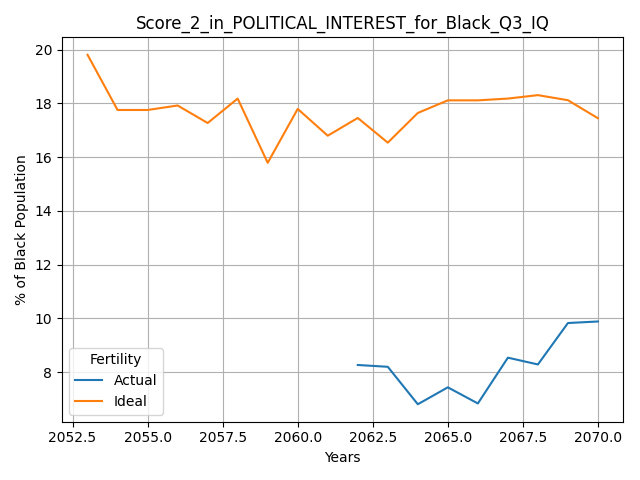 Score_2_in_POLITICAL_INTEREST_for_Black_Q3_IQ
% of Black Population
20
18
16
14
12
10
8
Fertility
Actual
Ideal
2052.5 2055.0 2057.5 2060.0 2062.5 2065.0 2067.5 2070.0
Years